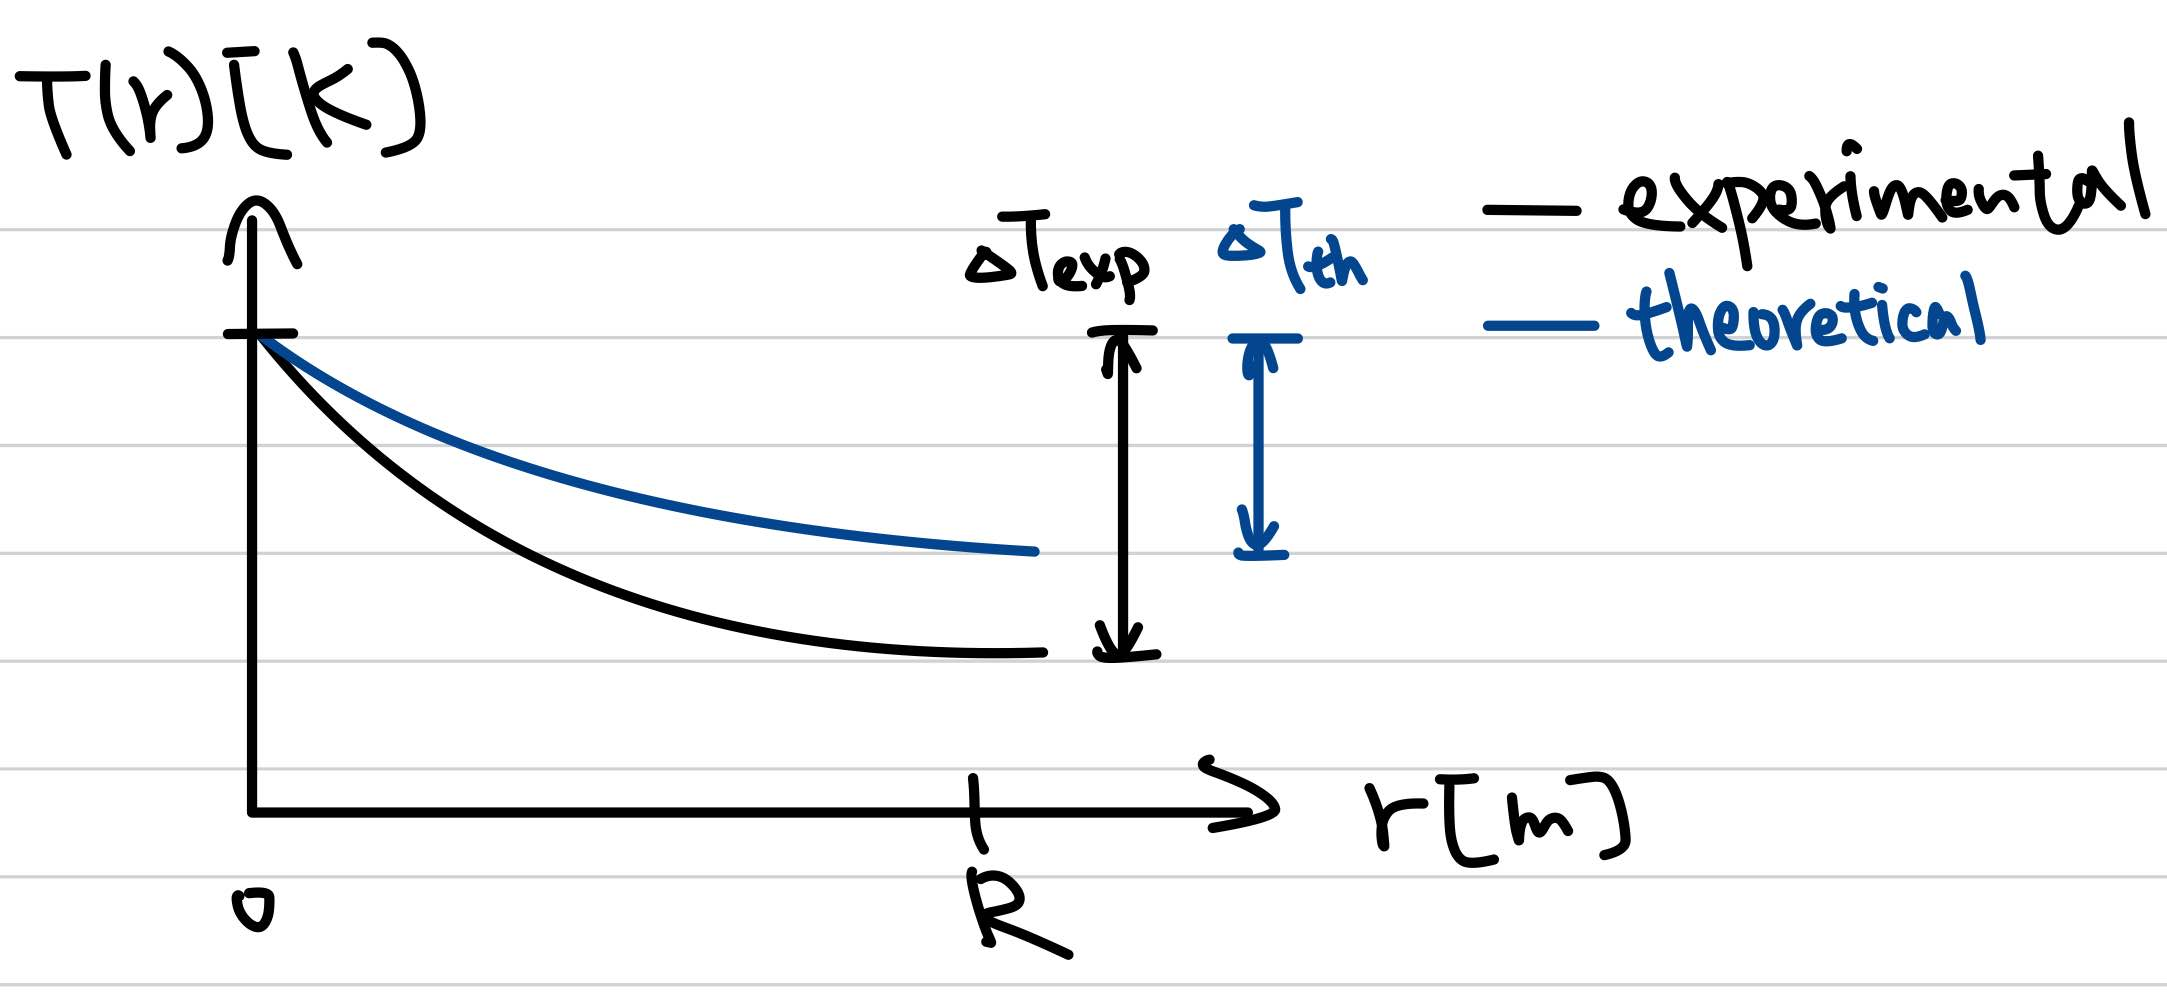 T(r)[K]
ΔTexp
ΔTth
experimental
theoretical
r[m]
0
R